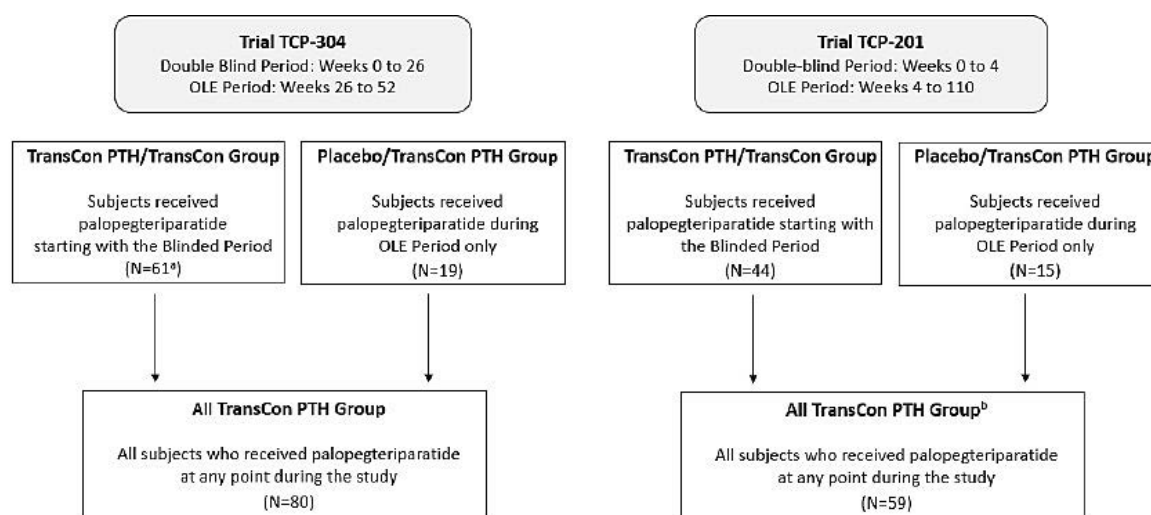 Trial TCP-304
Double Blind Period: Weeks 0 to 26
OLE Period: Weeks 26 to 52
Trial TCP-201
Double-blind Period: Weeks 0 to 4
OLE Period: Weeks 4 to 110
TransCon PTH/TransCon Group
Subjects received
palopegteriparatide
starting with the Blinded Period
(N=61ᵃ)
Placebo/TransCon PTH Group
Subjects received
palopegteriparatide during
OLE Period only
(N=19)
TransCon PTH/TransCon Group
Subjects received
palopegteriparatide starting with
the Blinded Period
(N=44)
Placebo/TransCon PTH Group
Subjects received
palopegteriparatide during
OLE Period only
(N=15)
All TransCon PTH Group
All subjects who received palopegteriparatide
at any point during the study
(N=80)
All TransCon PTH Groupᵇ
All subjects who received palopegteriparatide
at any point during the study
(N=59)